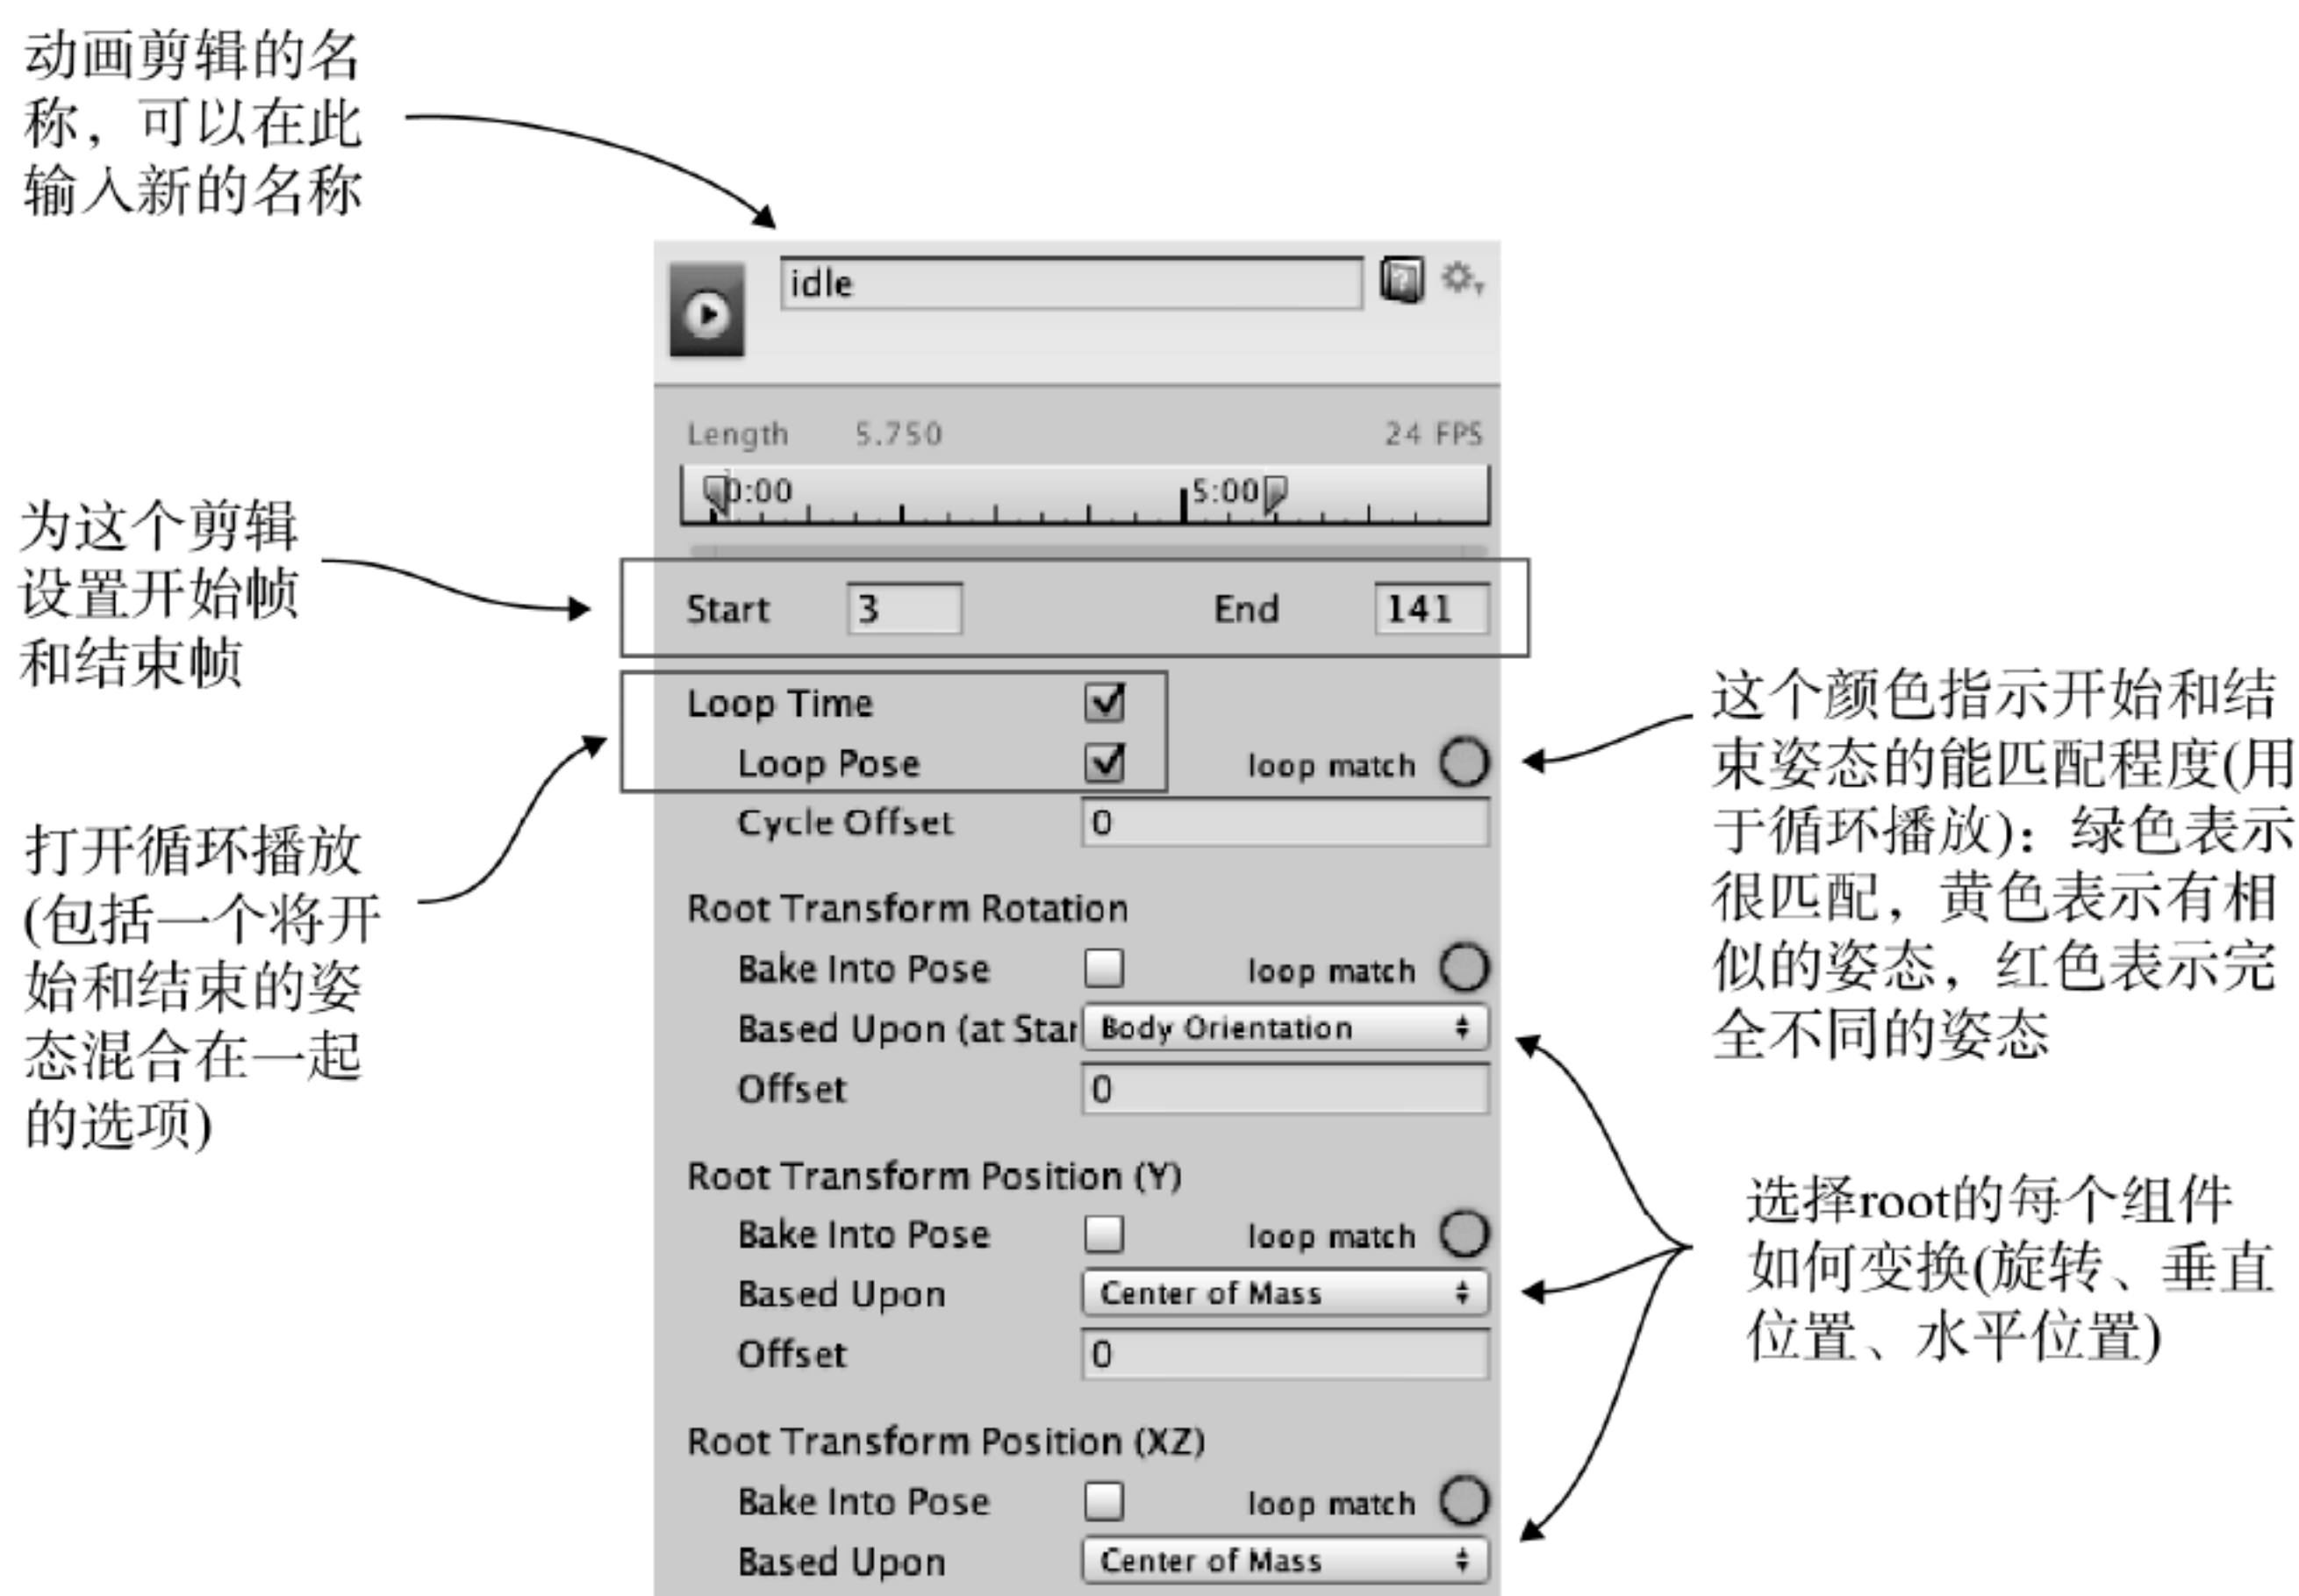 动画剪辑的名
称，可以在此
输入新的名称
idle
Length 5.750 24 FPS
0:00 5:00
为这个剪辑
设置开始帧
和结束帧
Start 3 End 141
Loop Time
Loop Pose loop match
Cycle Offset 0
打开循环播放
(包括一个将开
始和结束的姿
态混合在一起
的选项)
这个颜色指示开始和结
束姿态的能匹配程度(用
于循环播放)：绿色表示
很匹配，黄色表示有相
似的姿态，红色表示完
全不同的姿态
Root Transform Rotation
Bake Into Pose loop match
Based Upon (at Star Body Orientation
Offset 0
Root Transform Position (Y)
Bake Into Pose loop match
Based Upon Center of Mass
Offset 0
选择root的每个组件
如何变换(旋转、垂直
位置、水平位置)
Root Transform Position (XZ)
Bake Into Pose loop match
Based Upon Center of Mass